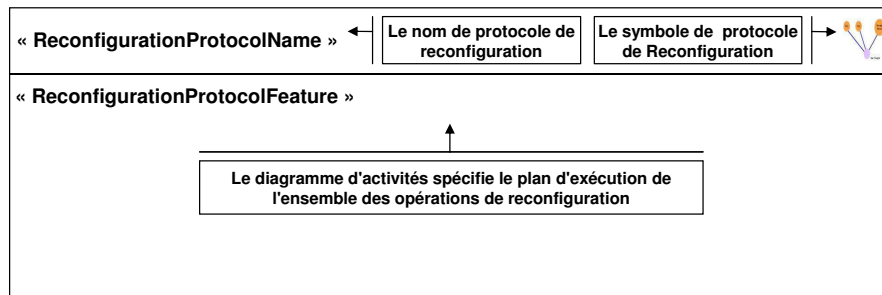 « ReconfigurationProtocolName »
Le nom de protocole de
reconfiguration
Le symbole de protocole
de Reconfiguration
« ReconfigurationProtocolFeature »
Le diagramme d'activités spécifie le plan d'exécution de
l'ensemble des opérations de reconfiguration